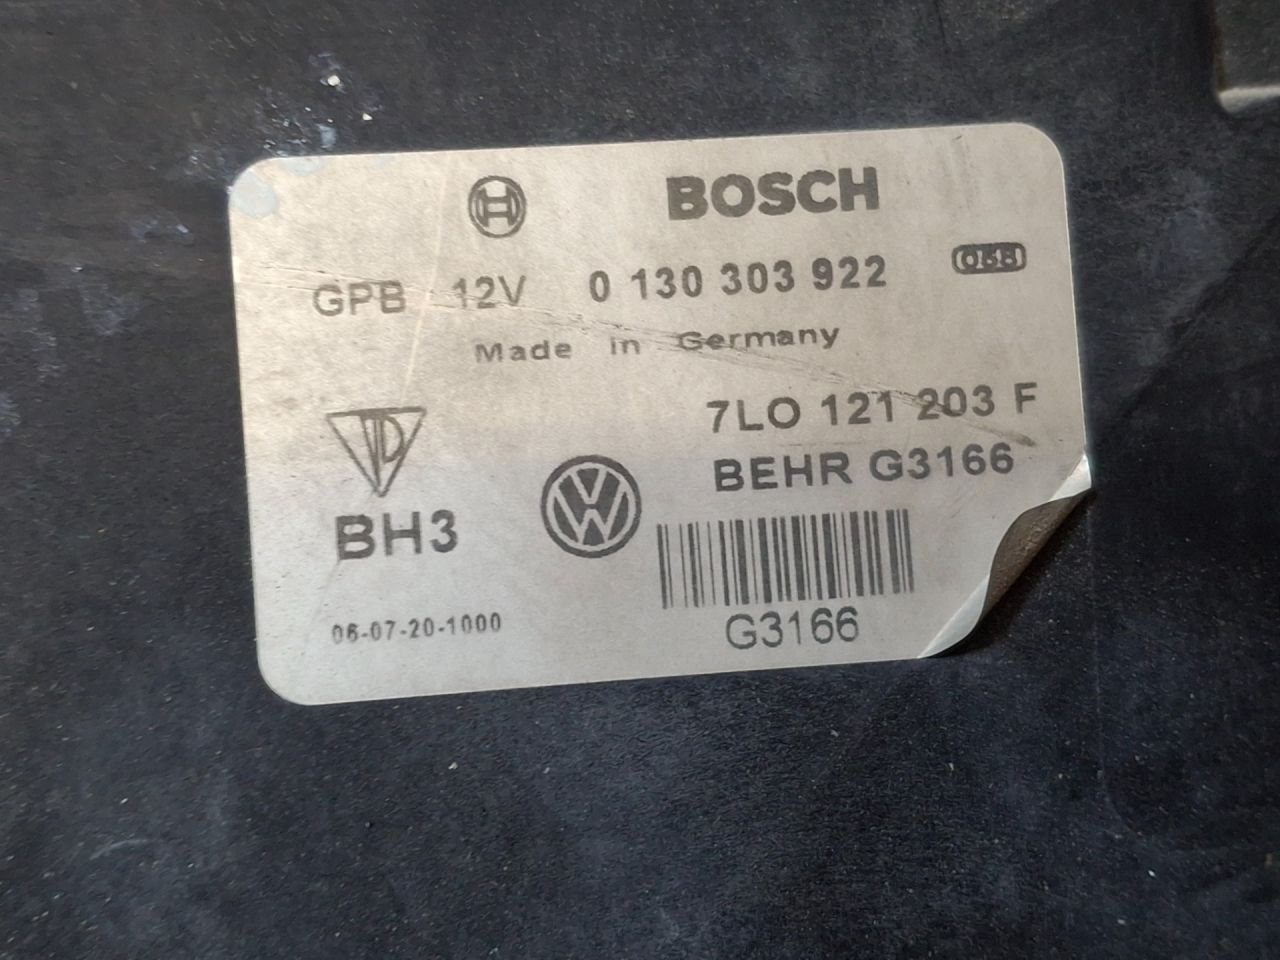 BOSCH
GPB 12V 0 130 303 922
Made in Germany
7LO 121 203 F
BEHR G3166
BH3
06-07-20-1000
G3166